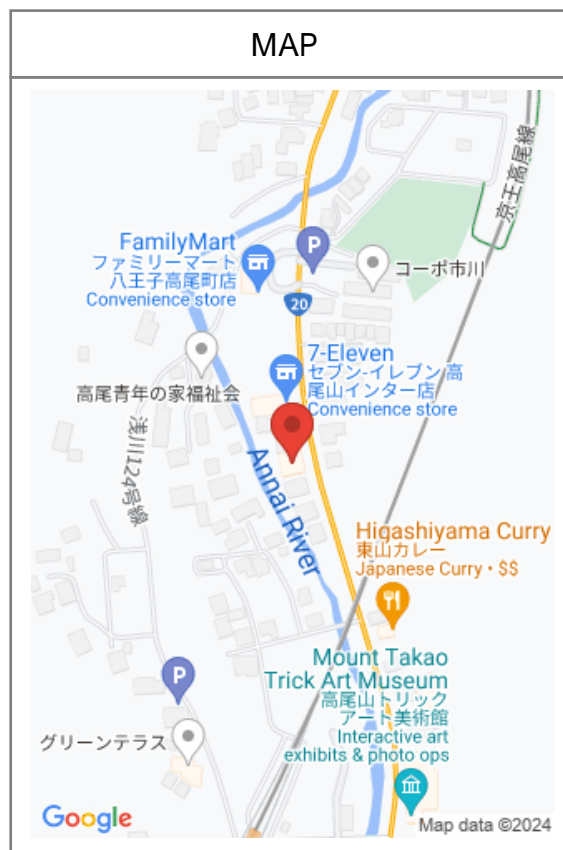 MAP
京王高尾線
FamilyMart
ファミリーマート
八王子高尾町店
Convenience store
P
コーポ市川
20
7-Eleven
セブン-イレブン 高
尾山インター店
Convenience store
高尾青年の家福祉会
浅川124号線
Annai River
Higashiyama Curry
東山カレー
Japanese Curry • $$
Mount Takao
Trick Art Museum
高尾山トリック
アート美術館
Interactive art
exhibits & photo ops
P
グリーンテラス
Google
Map data ©2024